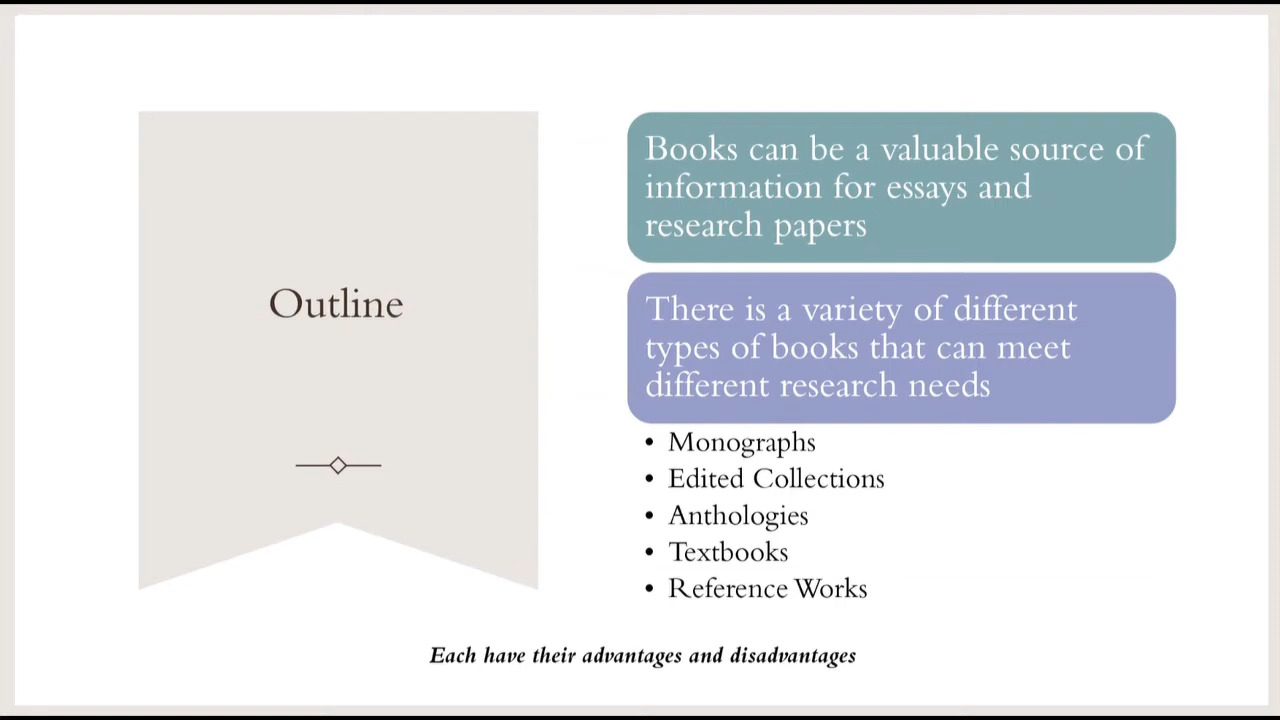 Outline
Books can be a valuable source of
information for essays and
research papers
There is a variety of different
types of books that can meet
different research needs
• Monographs
• Edited Collections
• Anthologies
• Textbooks
• Reference Works
Each have their advantages and disadvantages